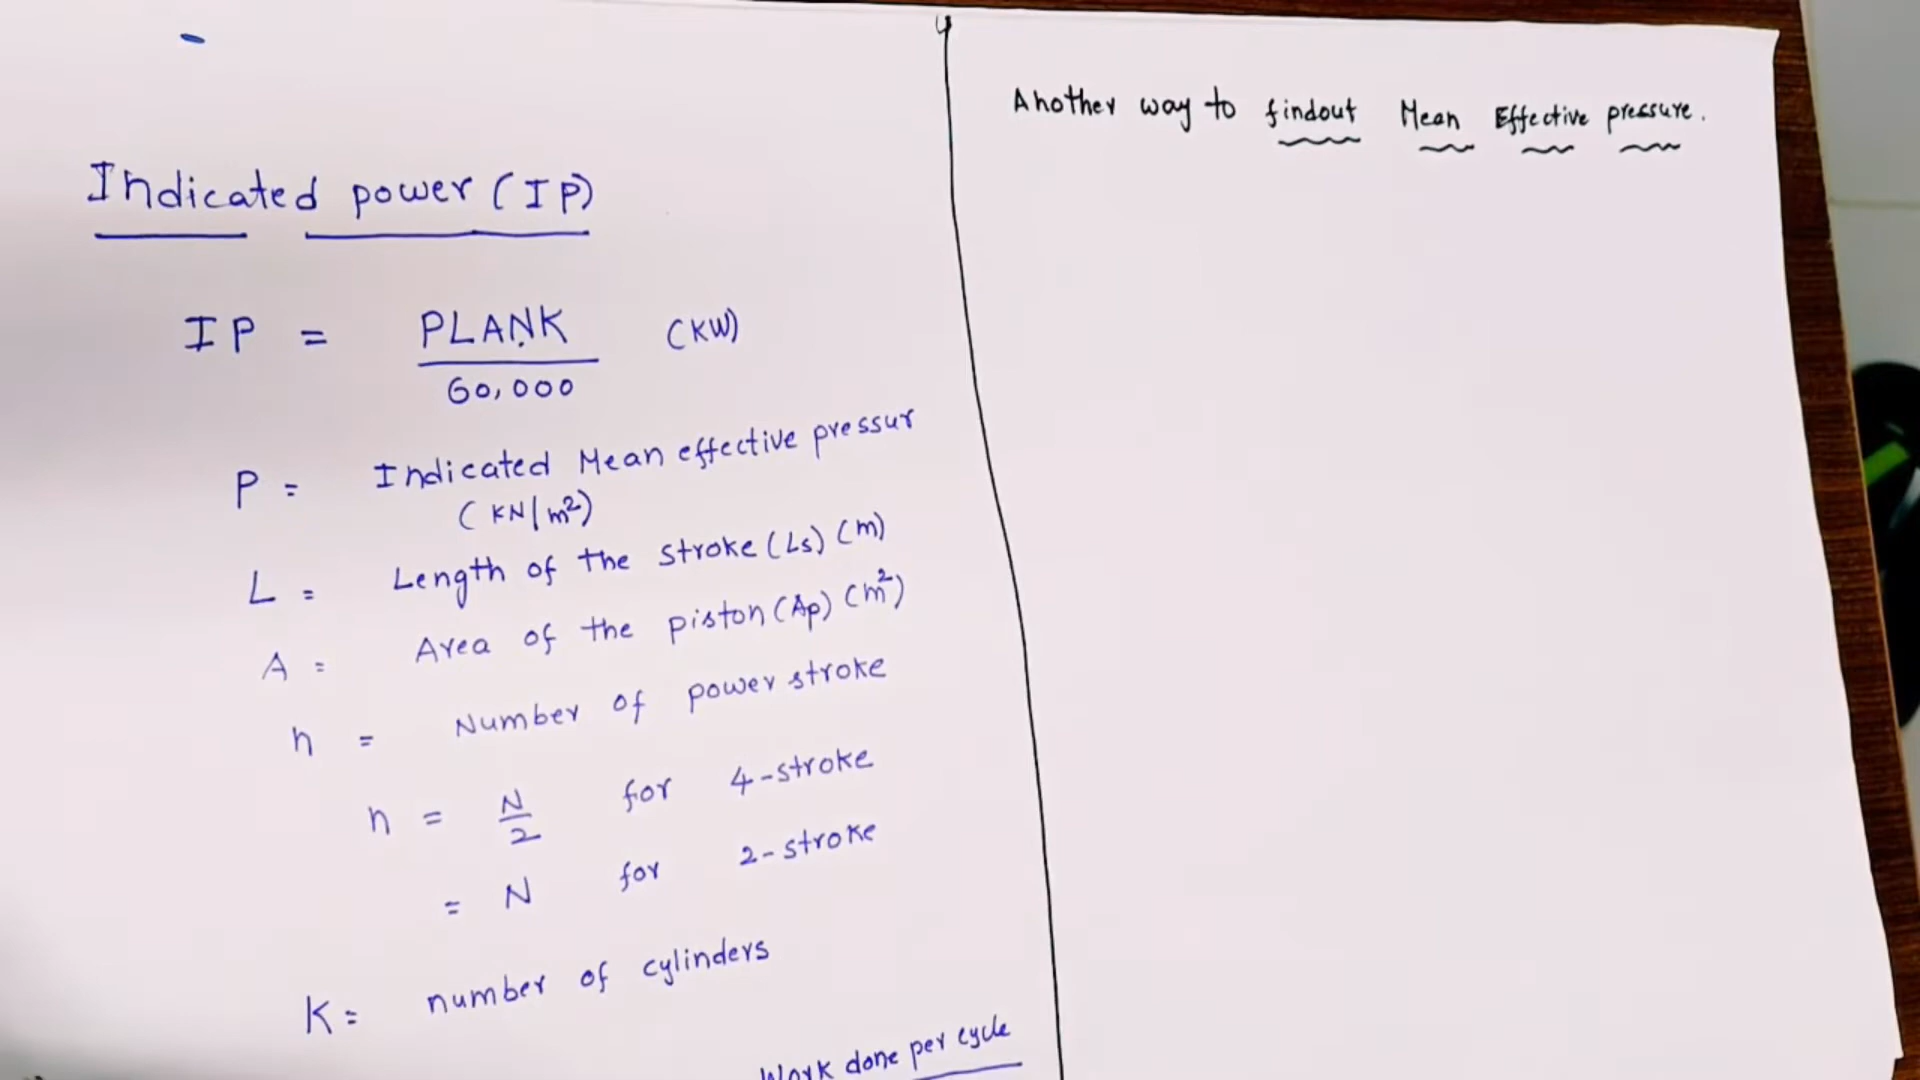 Indicated power (IP)
IP = PLANK (KW)
60,000
P = Indicated Mean effective pressur
(KN/m²)
L = Length of the stroke (Ls) (m)
A = Area of the piston (Ap) (m²)
n = Number of power stroke
n = N/2 for 4-stroke
= N for 2-stroke
K = number of cylinders
Work done per cycle
Another way to findout Mean Effective pressure.